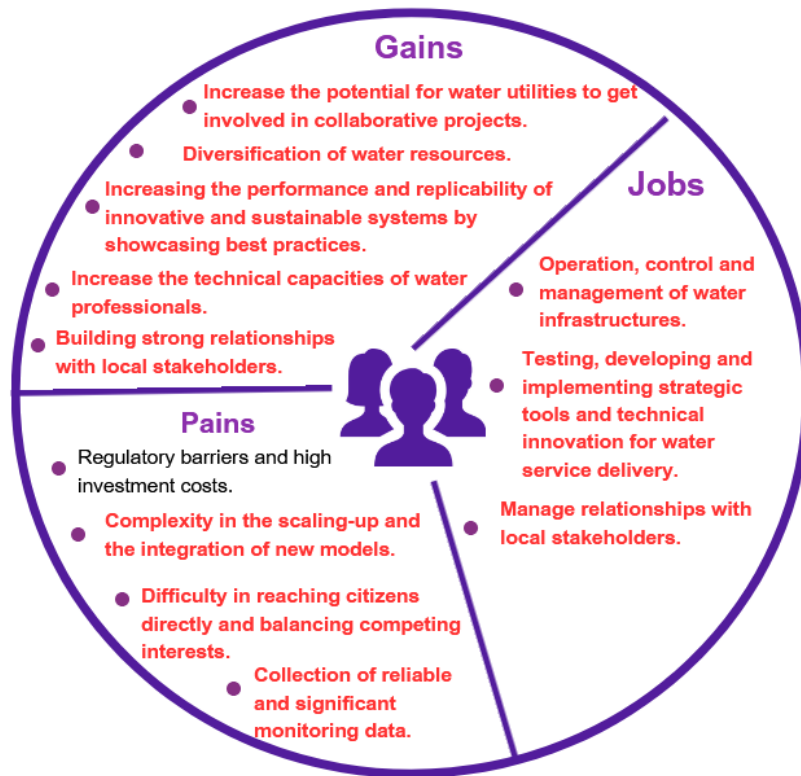 Gains
Increase the potential for water utilities to get
involved in collaborative projects.
Diversification of water resources.
Increasing the performance and replicability of
innovative and sustainable systems by
showcasing best practices.
Increase the technical capacities of water
professionals.
Building strong relationships
with local stakeholders.
Jobs
Operation, control and
management of water
infrastructures.
Testing, developing and
implementing strategic
tools and technical
innovation for water
service delivery.
Manage relationships with
local stakeholders.
Pains
Regulatory barriers and high
investment costs.
Complexity in the scaling-up and
the integration of new models.
Difficulty in reaching citizens
directly and balancing competing
interests.
Collection of reliable
and significant
monitoring data.